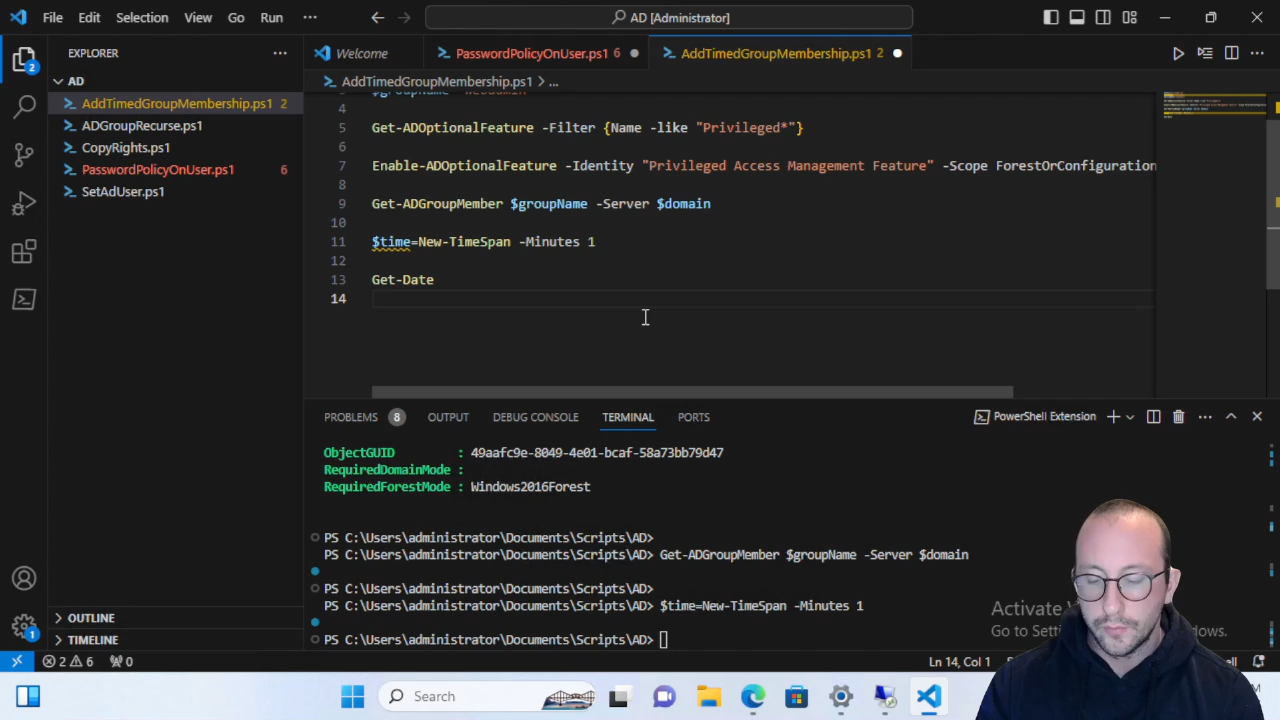 File Edit Selection View Go Run ··· AD [Administrator]
EXPLORER ···
Welcome PasswordPolicyOnUser.ps1 6 AddTimedGroupMembership.ps1 2
AD
AddTimedGroupMembership.ps1 > ...
AddTimedGroupMembership.ps1 2
ADGroupRecurse.ps1
CopyRights.ps1
PasswordPolicyOnUser.ps1 6
SetAdUser.ps1
4
5 Get-ADOptionalFeature -Filter {Name -like "Privileged*"}
6
7 Enable-ADOptionalFeature -Identity "Privileged Access Management Feature" -Scope ForestOrConfiguration
8
9 Get-ADGroupMember $groupName -Server $domain
10
11 $time=New-TimeSpan -Minutes 1
12
13 Get-Date
14
PROBLEMS 8 OUTPUT DEBUG CONSOLE TERMINAL PORTS PowerShell Extension
ObjectGUID : 49aafc9e-8049-4e01-bcaf-58a73bb79d47
RequiredDomainMode :
RequiredForestMode : Windows2016Forest
PS C:\Users\administrator\Documents\Scripts\AD>
PS C:\Users\administrator\Documents\Scripts\AD> Get-ADGroupMember $groupName -Server $domain
PS C:\Users\administrator\Documents\Scripts\AD>
PS C:\Users\administrator\Documents\Scripts\AD> $time=New-TimeSpan -Minutes 1
PS C:\Users\administrator\Documents\Scripts\AD>
Activate
Go to
OUTLINE
TIMELINE
2 6 0 Ln 14, Col 1
Search